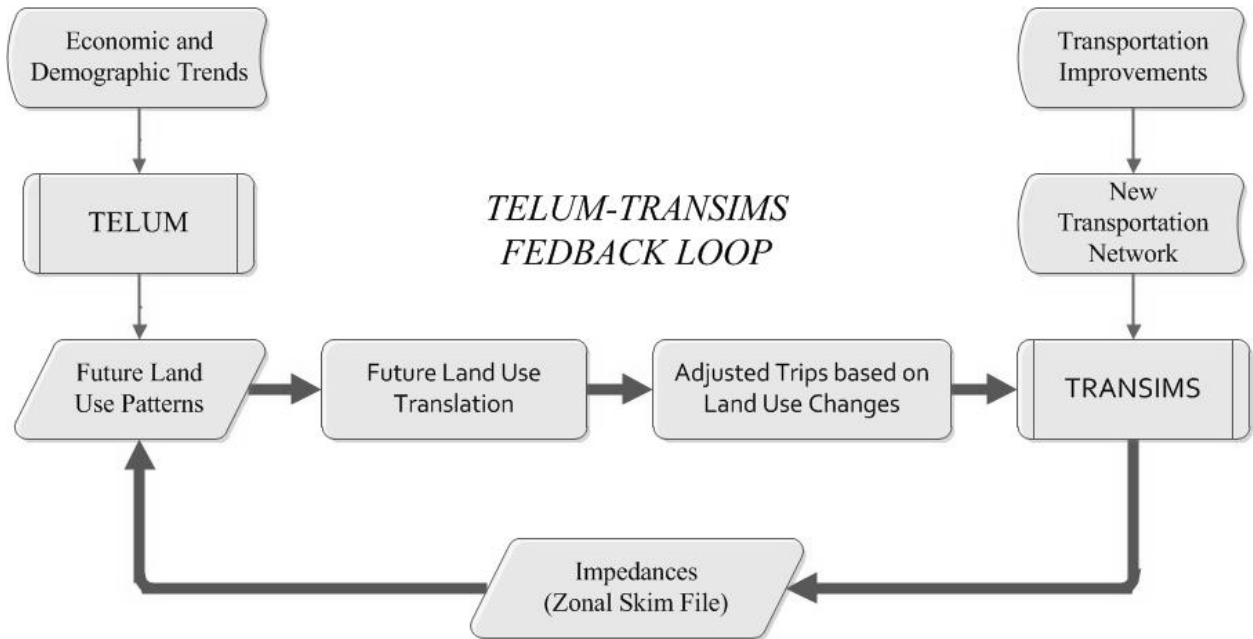 Economic and
Demographic Trends
Transportation
Improvements
TELUM
TELUM-TRANSIMS
FEDBACK LOOP
New
Transportation
Network
Future Land
Use Patterns
Future Land Use
Translation
Adjusted Trips based on
Land Use Changes
TRANSIMS
Impedances
(Zonal Skim File)